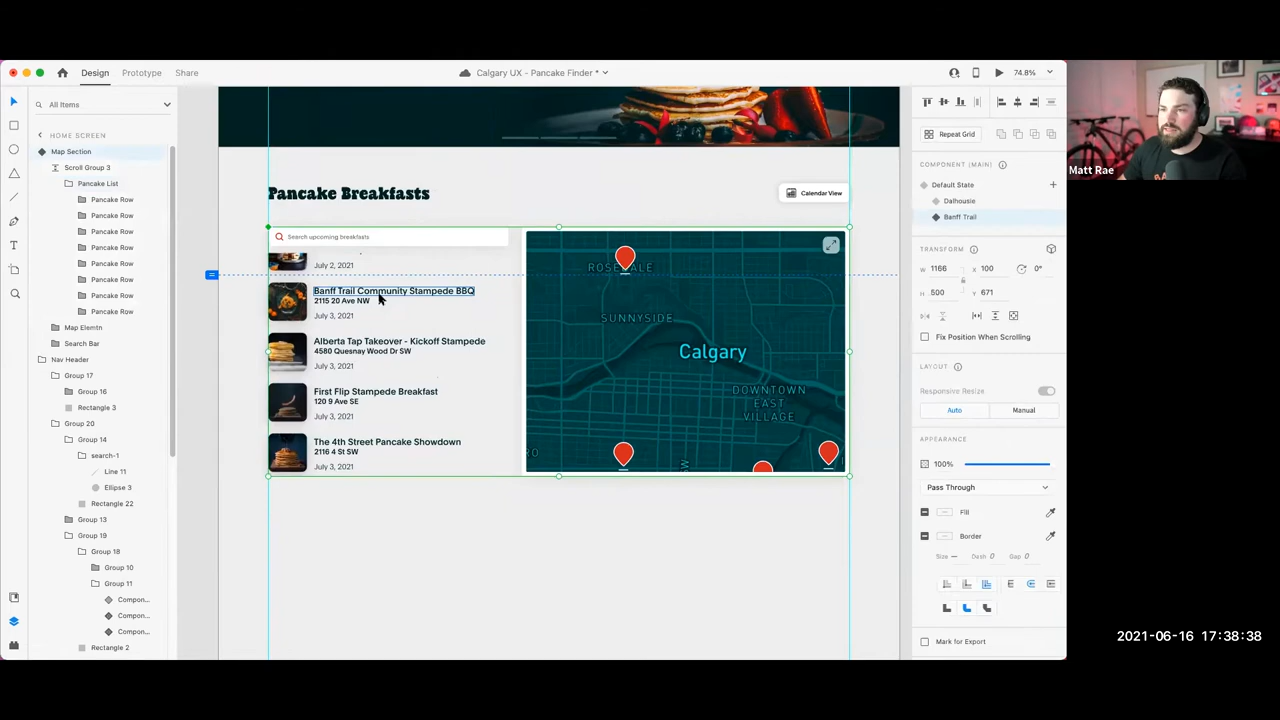 Design
Prototype
Share
Calgary UX - Pancake Finder *
74.8%
All Items
HOME SCREEN
Map Section
Scroll Group 3
Pancake List
Pancake Row
Pancake Row
Pancake Row
Pancake Row
Pancake Row
Pancake Row
Pancake Row
Pancake Row
Map Elemtn
Search Bar
Nav Header
Group 17
Group 16
Rectangle 3
Group 20
Group 14
search-1
Line 11
Ellipse 3
Rectangle 22
Group 13
Group 19
Group 18
Group 10
Group 11
Compon...
Compon...
Compon...
Rectangle 2
Pancake Breakfasts
Calendar View
Search upcoming breakfasts
July 2, 2021
Banff Trail Community Stampede BBQ
2115 20 Ave NW
July 3, 2021
Alberta Tap Takeover - Kickoff Stampede
4580 Quesnay Wood Dr SW
July 3, 2021
First Flip Stampede Breakfast
120 9 Ave SE
July 3, 2021
The 4th Street Pancake Showdown
2116 4 St SW
July 3, 2021
ROSEDALE
SUNNYSIDE
Calgary
DOWNTOWN
EAST
VILLAGE
RO
SW
Repeat Grid
COMPONENT (MAIN)
Default State
Dalhousie
Banff Trail
TRANSFORM
W 1166 X 100 0°
H 500 Y 671
Fix Position When Scrolling
LAYOUT
Responsive Resize
Auto Manual
APPEARANCE
100%
Pass Through
Fill
Border
Size Dash 0 Gap 0
Mark for Export
Matt Rae
2021-06-16 17:38:38